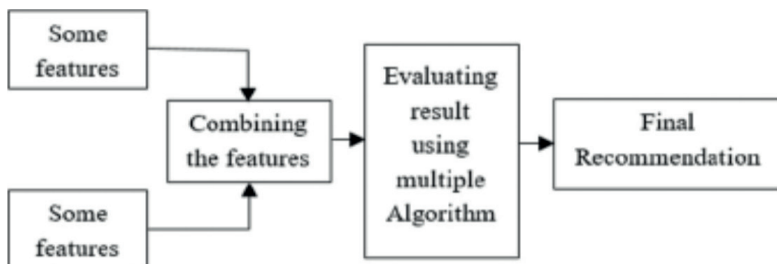 Some
features
Combining
the features
Some
features
Evaluating
result
using
multiple
Algorithm
Final
Recommendation